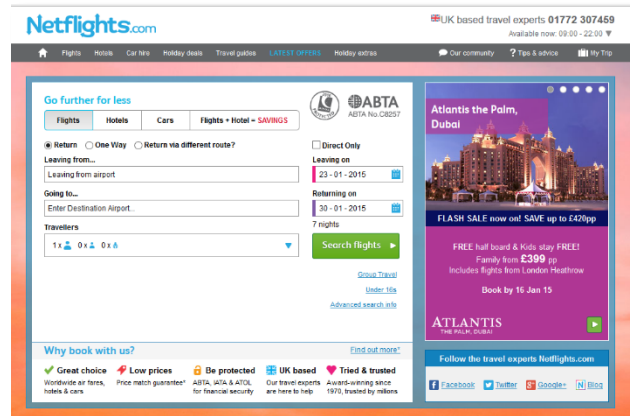 Netflights.com
UK based travel experts 01772 307459
Available now: 09:00 - 22:00 ▼
Flights Hotels Car hire Holiday deals Travel guides LATEST OFFERS Holiday extras Our community ? Tips & advice My Trip
Go further for less
ABTA
ABTA No.C8257
Flights Hotels Cars Flights + Hotel = SAVINGS
Return One Way Return via different route? Direct Only
Leaving from... Leaving on
Leaving from airport 23 - 01 - 2015
Going to... Returning on
Enter Destination Airport.. 30 - 01 - 2015
Travellers 7 nights
1 x 0 x 0 x Search flights
Group Travel
Under 16s
Advanced search info
Atlantis the Palm,
Dubai
FLASH SALE now on! SAVE up to £420pp
FREE half board & Kids stay FREE!
Family from £399 pp
Includes flights from London Heathrow
Book by 16 Jan 15
ATLANTIS
THE PALM, DUBAI
Why book with us? Find out more*
Great choice Low prices Be protected UK based Tried & trusted
Worldwide air fares, Price match guarantee* ABTA, IATA & ATOL Our travel experts Award-winning since
hotels & cars for financial security are here to help 1970, trusted by millions
Follow the travel experts Netflights.com
Facebook Twitter Google+ Blog